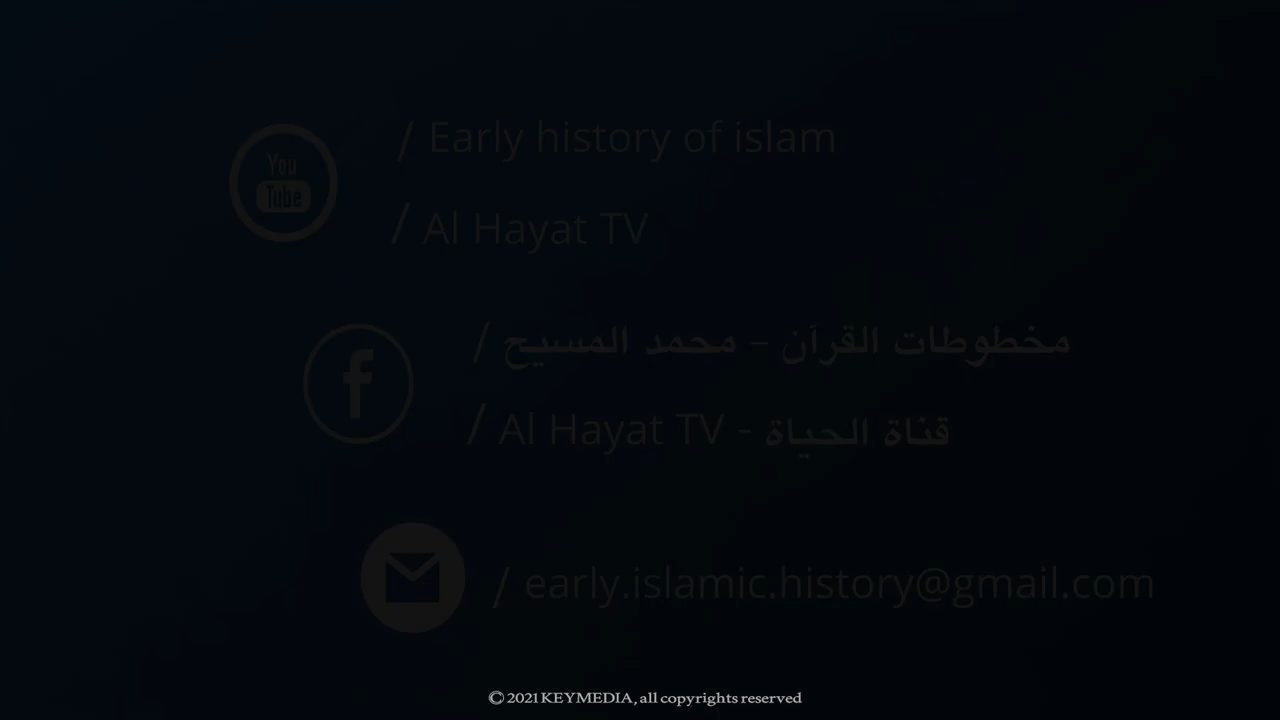 You
Tube
/ Early history of islam
/ Al Hayat TV
/ مخطوطات القرآن - محمد المسيح
/ Al Hayat TV - قناة الحياة
/ early.islamic.history@gmail.com
© 2021 KEYMEDIA, all copyrights reserved